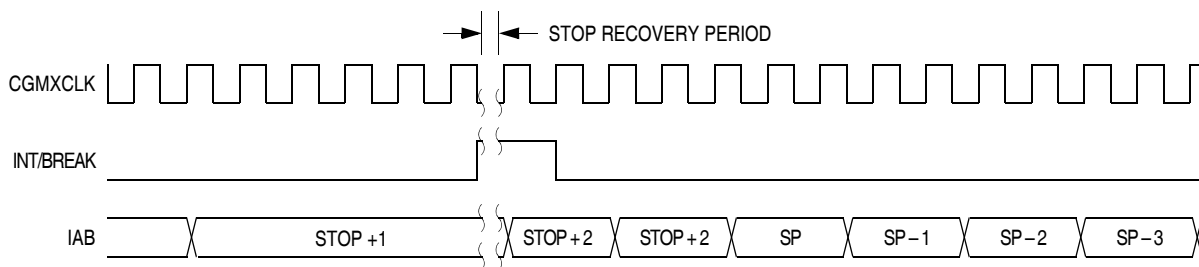 STOP RECOVERY PERIOD
CGMXCLK
INT/BREAK
IAB STOP +1 STOP + 2 STOP + 2 SP SP – 1 SP – 2 SP – 3